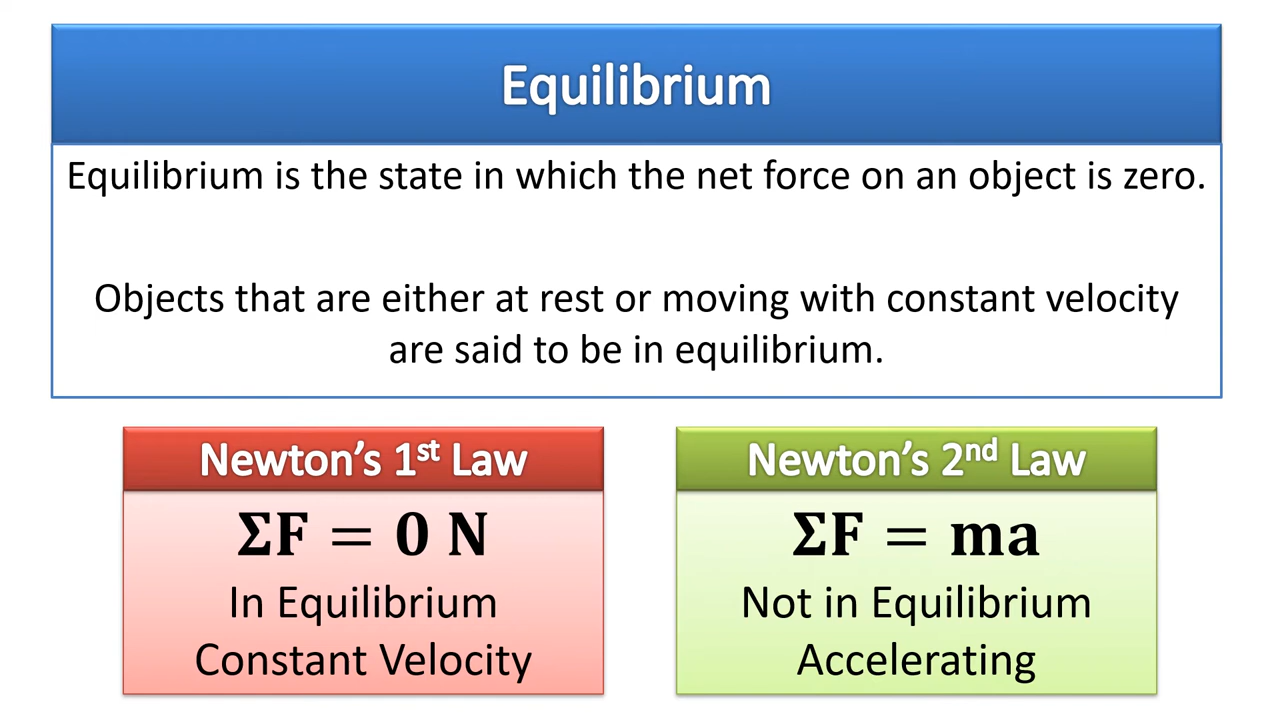 Equilibrium
Equilibrium is the state in which the net force on an object is zero.
Objects that are either at rest or moving with constant velocity
are said to be in equilibrium.
Newton’s 1st Law
ΣF = 0 N
In Equilibrium
Constant Velocity
Newton’s 2nd Law
ΣF = ma
Not in Equilibrium
Accelerating